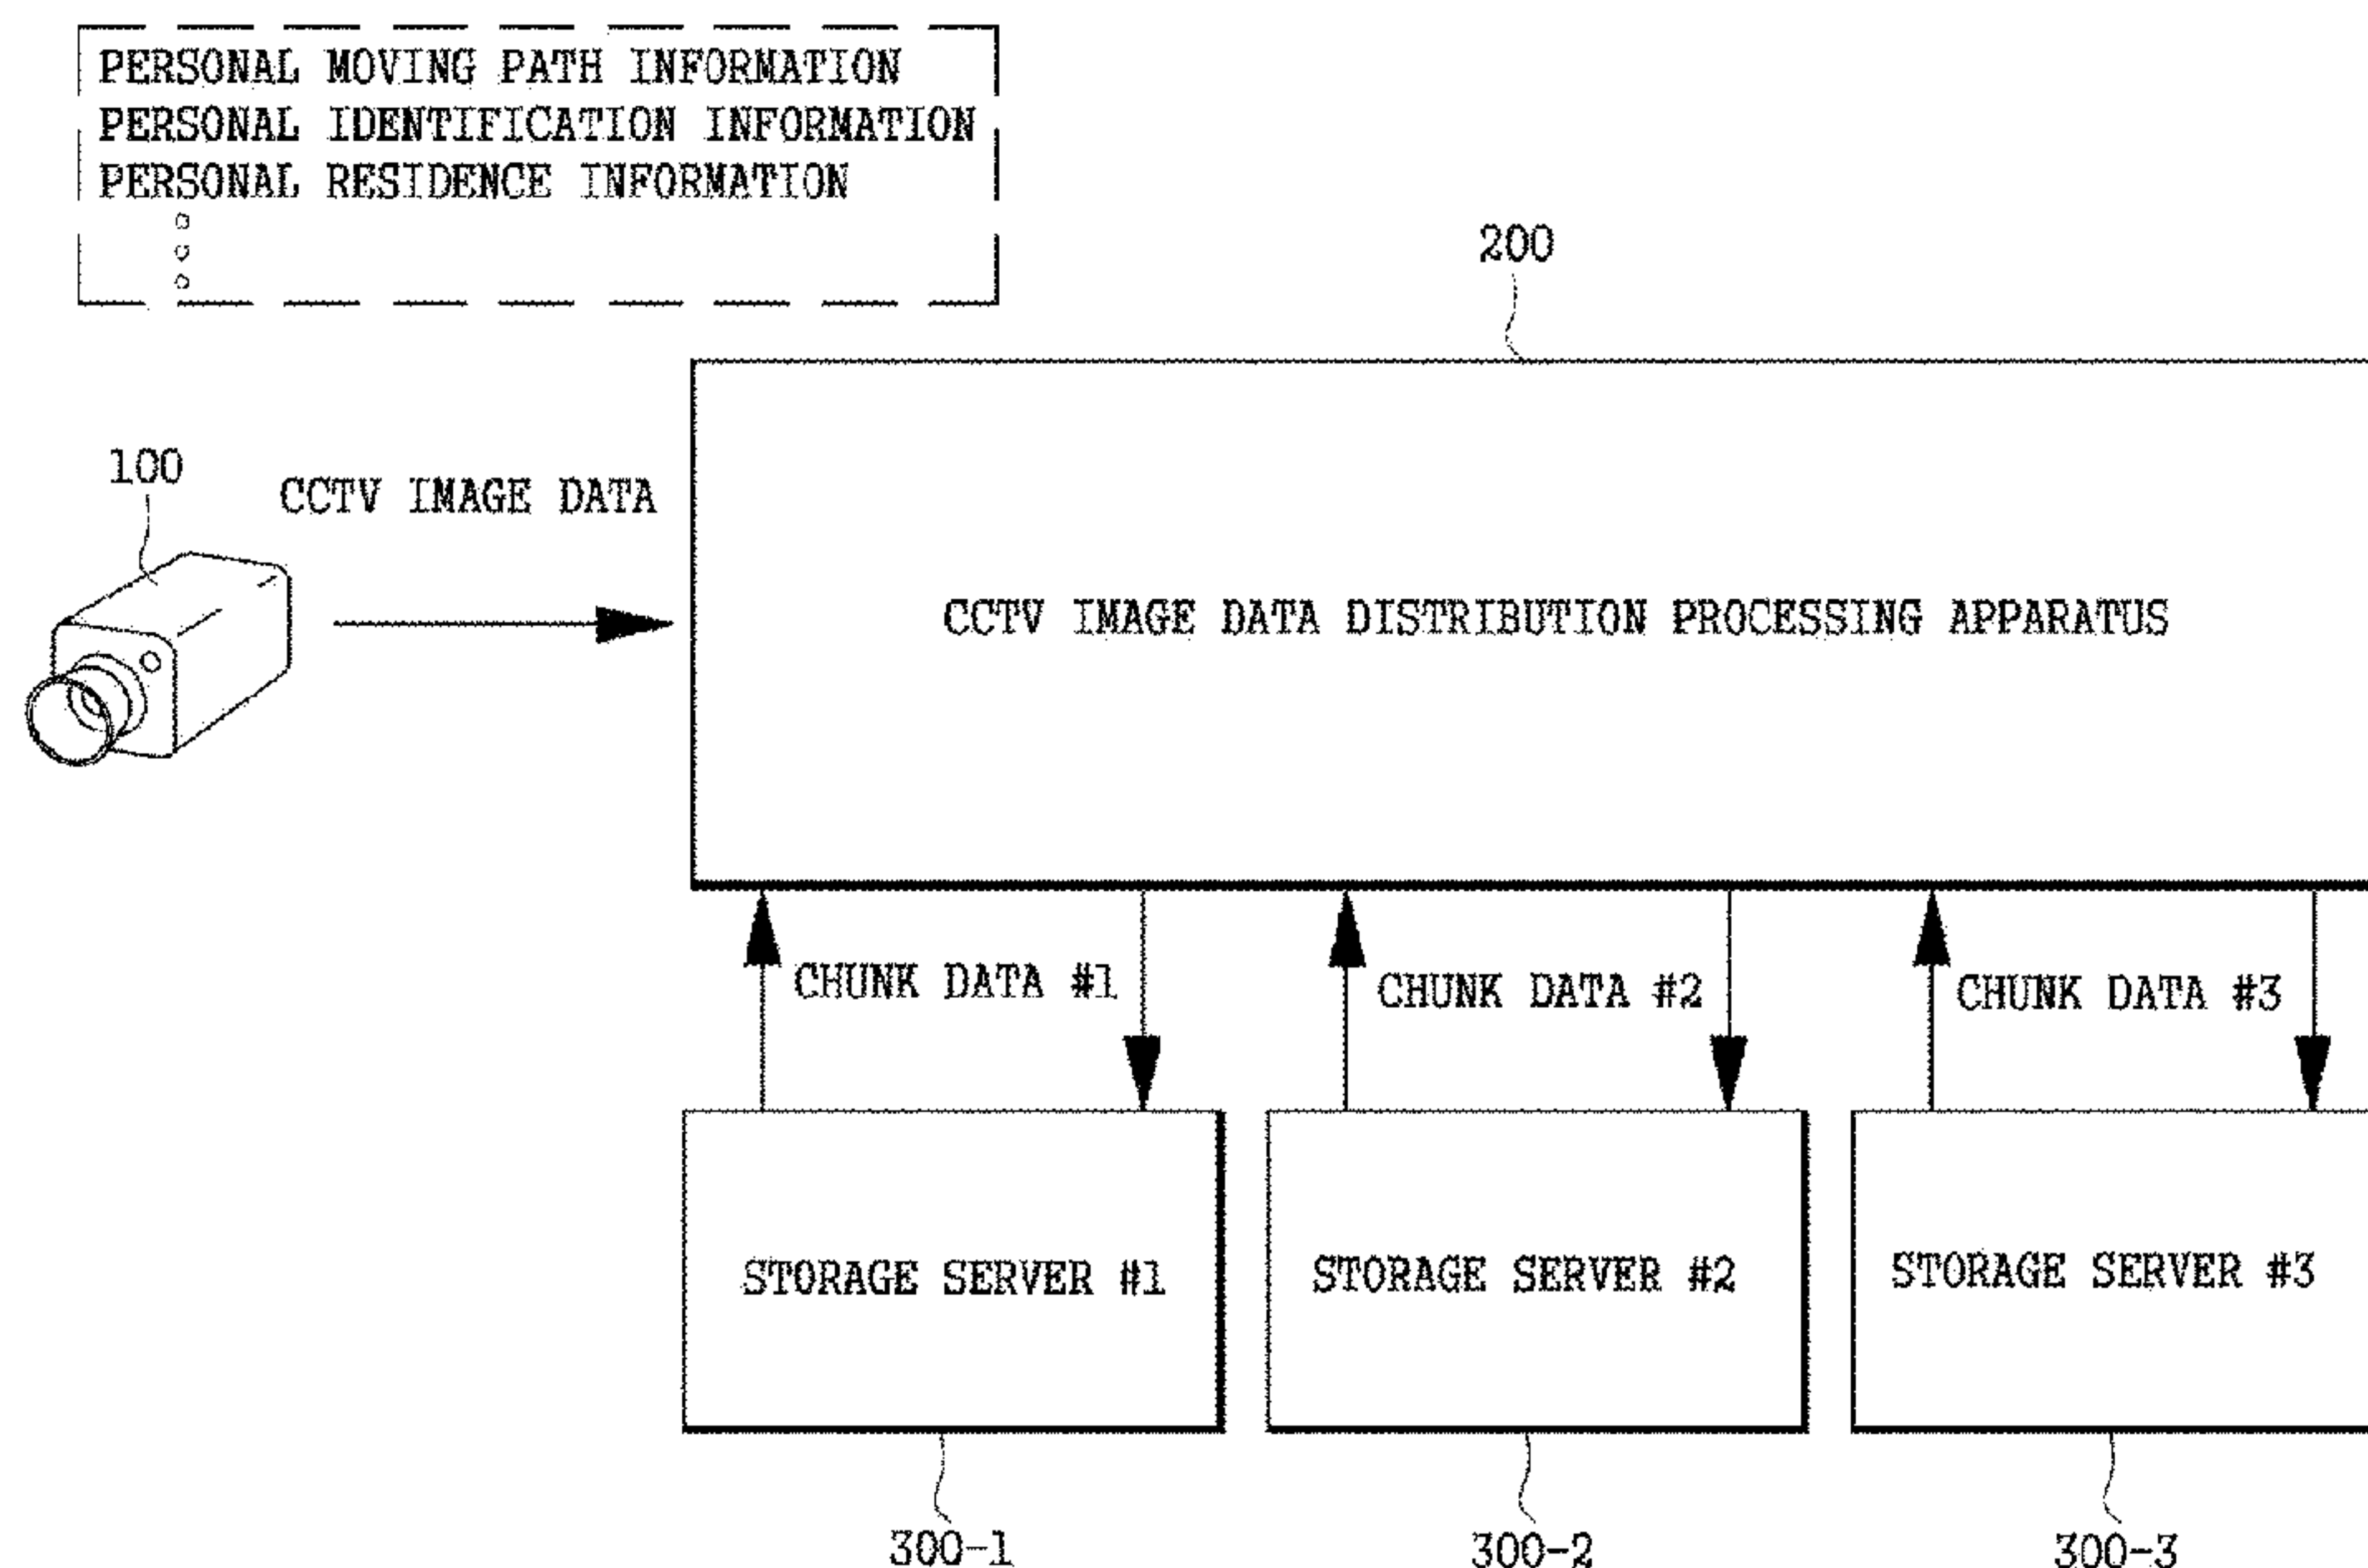 PERSONAL MOVING PATH INFORMATION
PERSONAL IDENTIFICATION INFORMATION
PERSONAL RESIDENCE INFORMATION
200
100
CCTV IMAGE DATA
CCTV IMAGE DATA DISTRIBUTION PROCESSING APPARATUS
CHUNK DATA #1
CHUNK DATA #2
CHUNK DATA #3
STORAGE SERVER #1
STORAGE SERVER #2
STORAGE SERVER #3
300-1
300-2
300-3